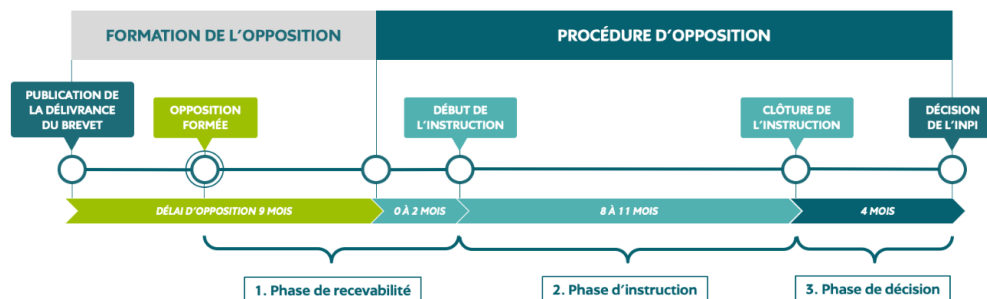 FORMATION DE L'OPPOSITION
PROCÉDURE D'OPPOSITION
PUBLICATION DE
LA DÉLIVRANCE
DU BREVET
OPPOSITION
FORMÉE
DÉBUT DE
L'INSTRUCTION
CLÔTURE DE
L'INSTRUCTION
DÉCISION
DE L'INPI
DÉLAI D'OPPOSITION 9 MOIS
0 À 2 MOIS
8 À 11 MOIS
4 MOIS
1. Phase de recevabilité
2. Phase d'instruction
3. Phase de décision